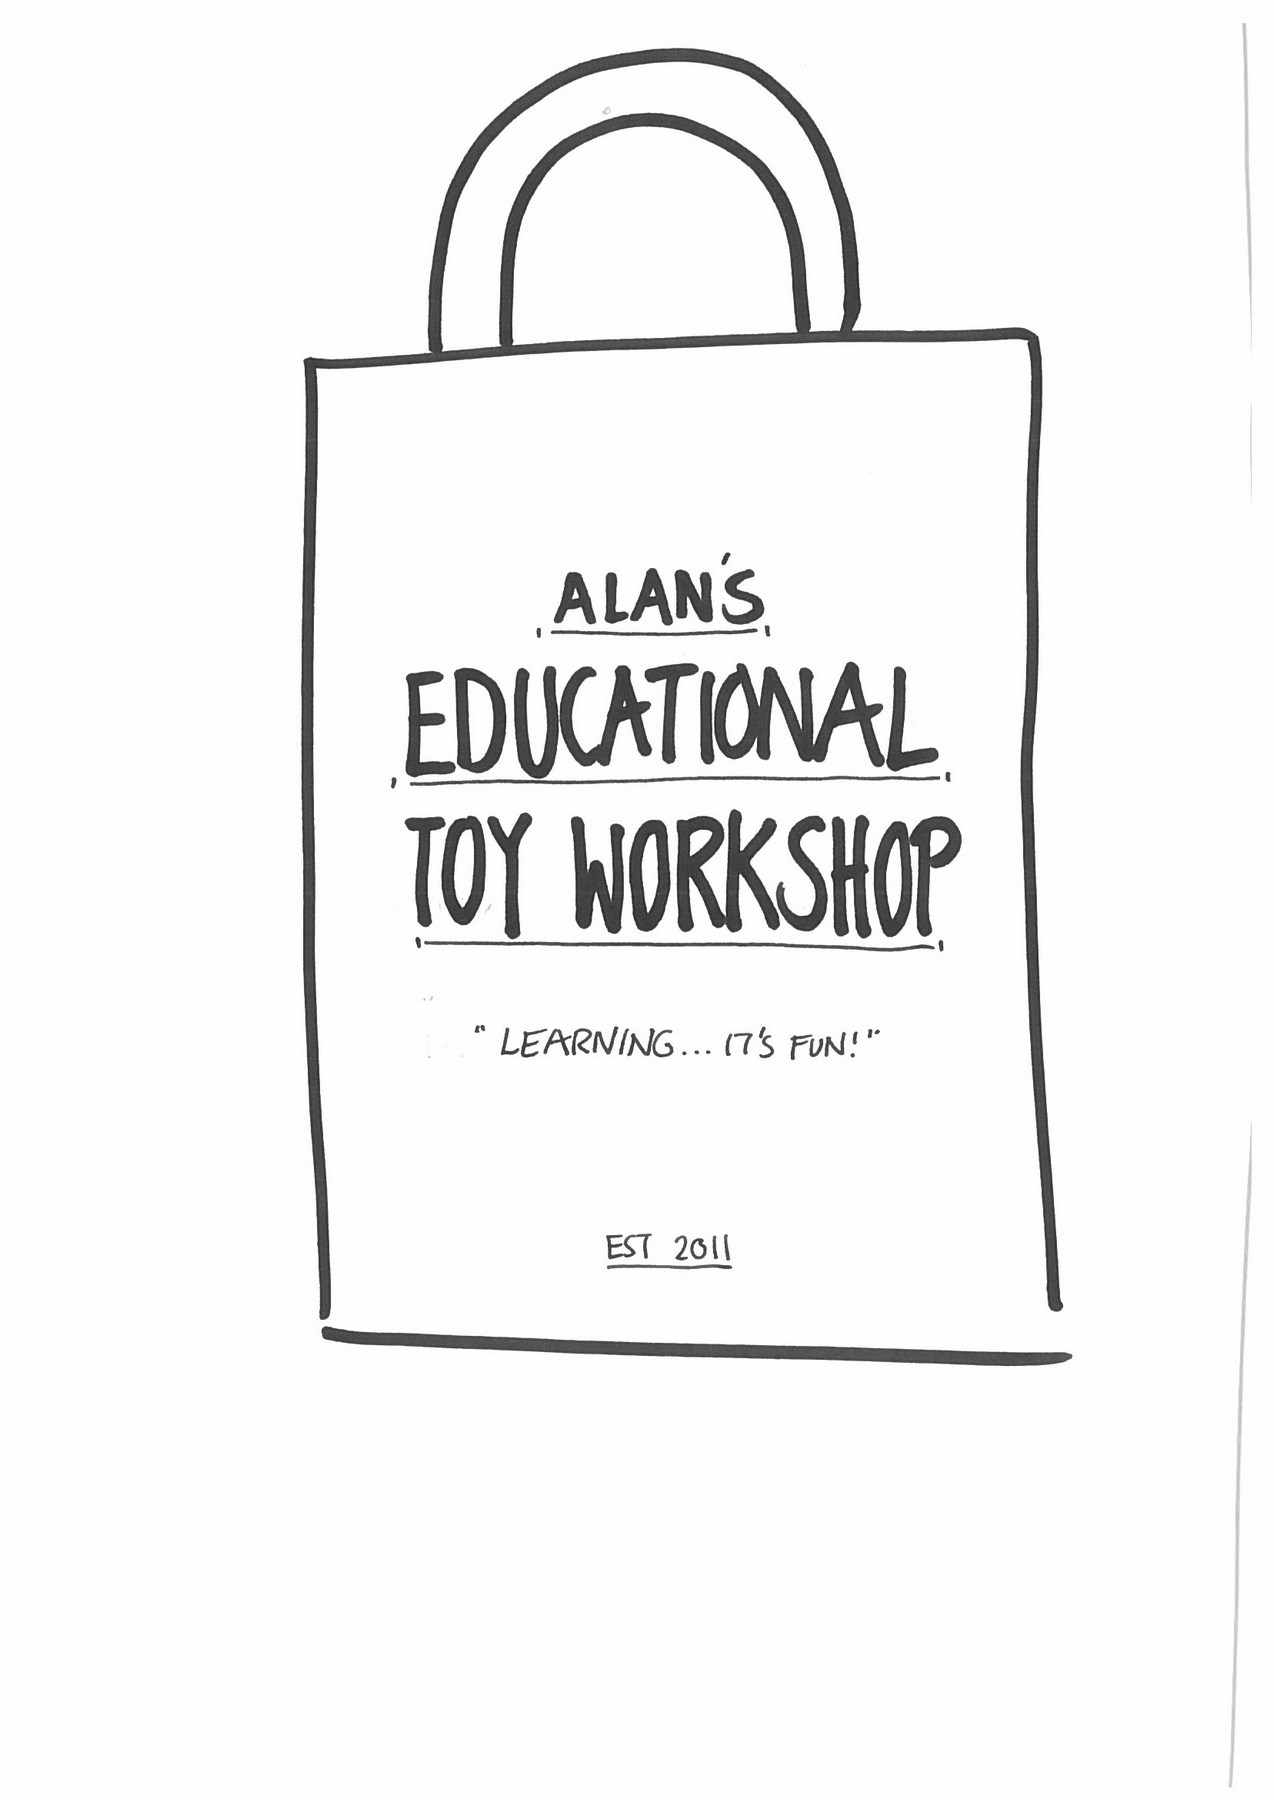 ALAN'S
EDUCATIONAL
TOY WORKSHOP
"LEARNING... IT'S FUN!"
EST 2011